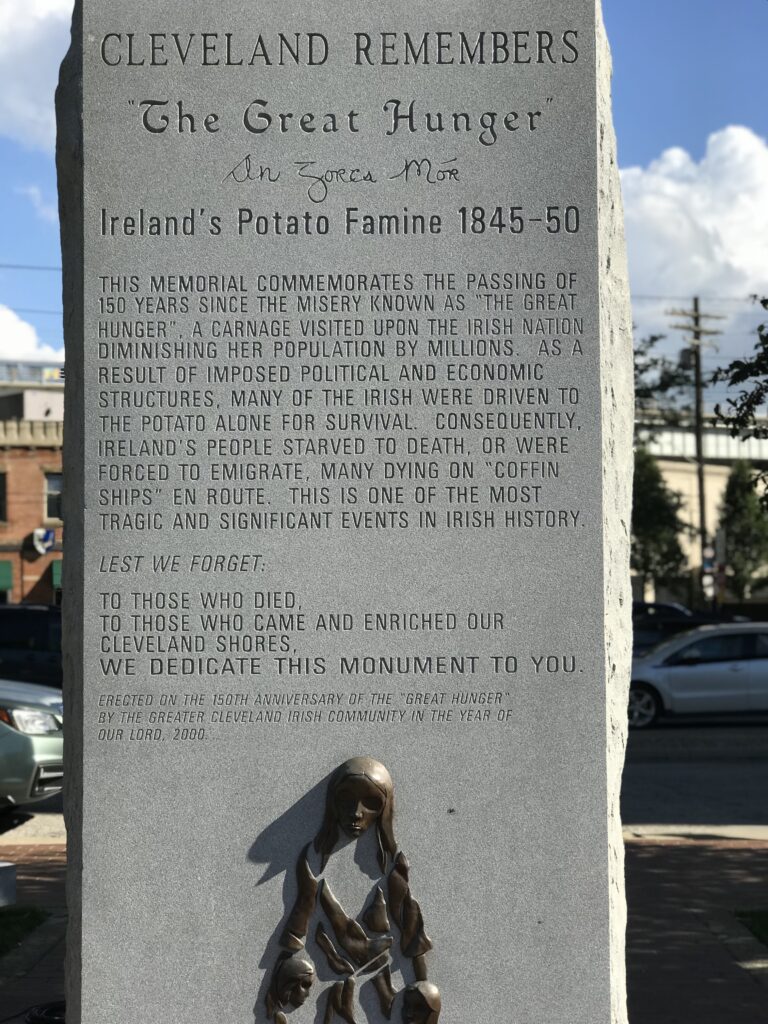 CLEVELAND REMEMBERS
"The Great Hunger"
An Gorta Mór
Ireland's Potato Famine 1845-50
THIS MEMORIAL COMMEMORATES THE PASSING OF
150 YEARS SINCE THE MISERY KNOWN AS "THE GREAT
HUNGER", A CARNAGE VISITED UPON THE IRISH NATION
DIMINISHING HER POPULATION BY MILLIONS. AS A
RESULT OF IMPOSED POLITICAL AND ECONOMIC
STRUCTURES, MANY OF THE IRISH WERE DRIVEN TO
THE POTATO ALONE FOR SURVIVAL. CONSEQUENTLY,
IRELAND'S PEOPLE STARVED TO DEATH, OR WERE
FORCED TO EMIGRATE, MANY DYING ON "COFFIN
SHIPS" EN ROUTE. THIS IS ONE OF THE MOST
TRAGIC AND SIGNIFICANT EVENTS IN IRISH HISTORY.
LEST WE FORGET:
TO THOSE WHO DIED,
TO THOSE WHO CAME AND ENRICHED OUR
CLEVELAND SHORES,
WE DEDICATE THIS MONUMENT TO YOU.
ERECTED ON THE 150TH ANNIVERSARY OF THE "GREAT HUNGER"
BY THE GREATER CLEVELAND IRISH COMMUNITY IN THE YEAR OF
OUR LORD, 2000.